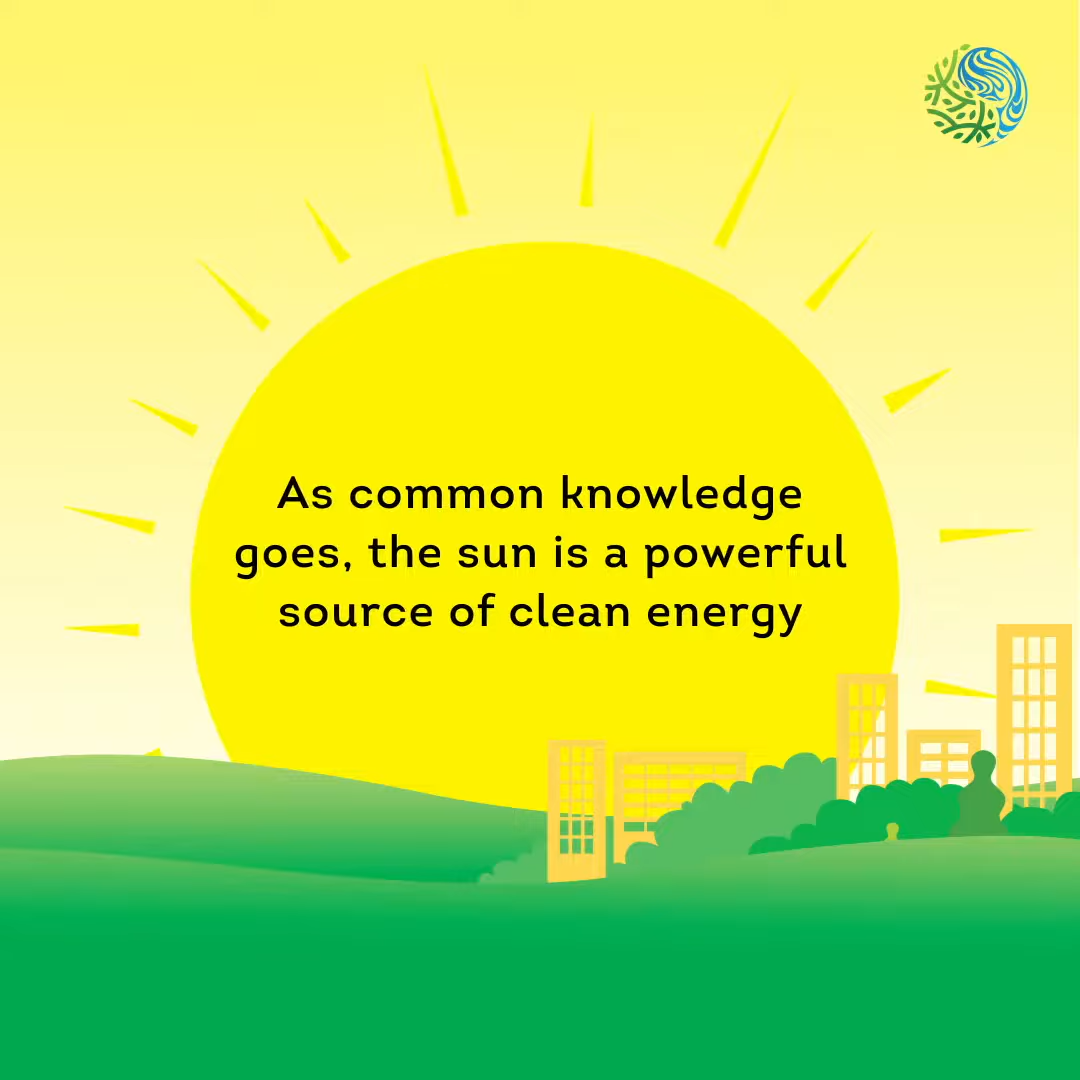 As common knowledge
goes, the sun is a powerful
source of clean energy